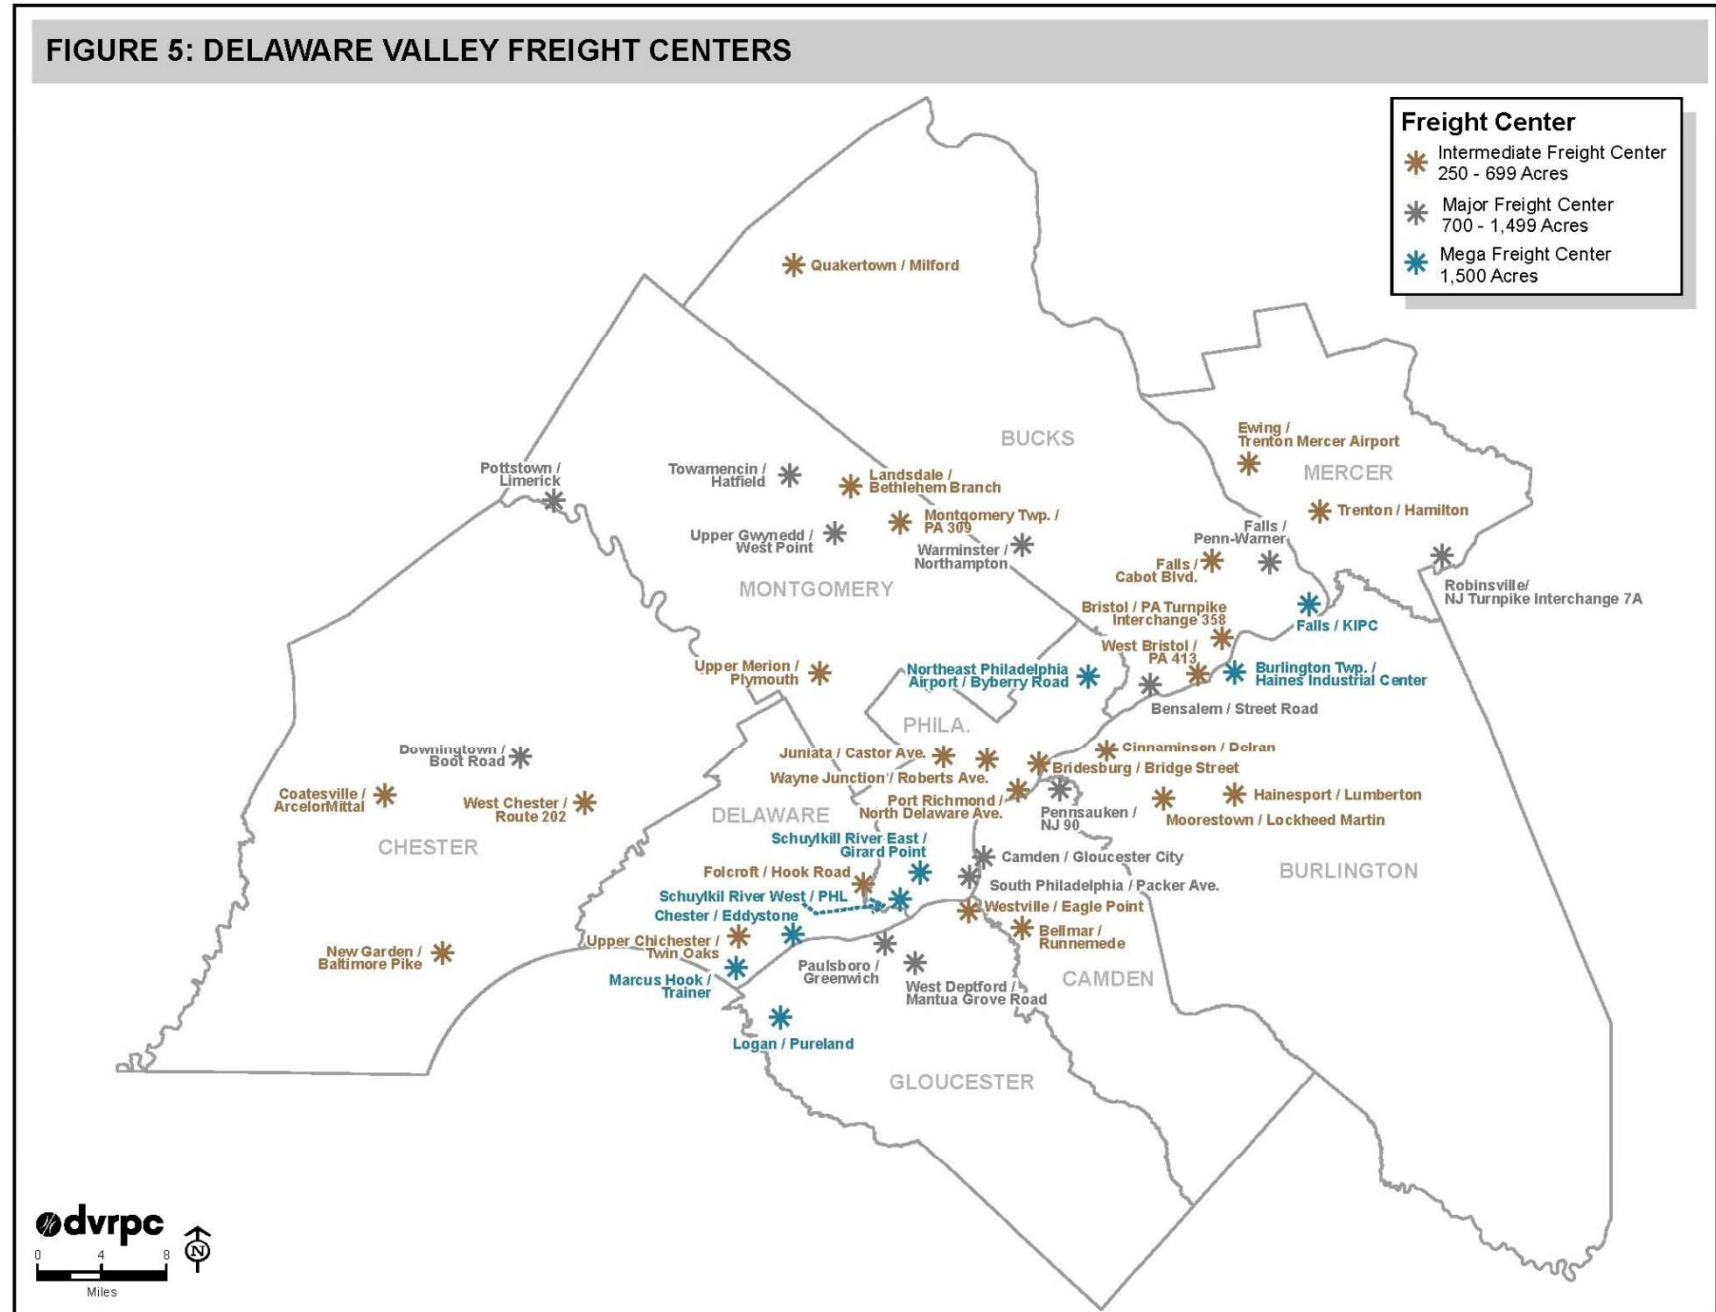 FIGURE 5: DELAWARE VALLEY FREIGHT CENTERS
Freight Center
Intermediate Freight Center
250 - 699 Acres
Major Freight Center
700 - 1,499 Acres
Mega Freight Center
1,500 Acres
Quakertown / Milford
BUCKS
Ewing /
Trenton Mercer Airport
MERCER
Pottstown /
Limerick
Towamencin /
Hatfield
Landsdale /
Bethlehem Branch
Trenton / Hamilton
Montgomery Twp. /
PA 309
Upper Gwynedd /
West Point
Warminster /
Northampton
Falls /
Penn-Warner
Falls /
Cabot Blvd.
MONTGOMERY
Robinsville/
NJ Turnpike Interchange 7A
Bristol / PA Turnpike
Interchange 358
Falls / KIPC
West Bristol /
PA 413
Upper Merion /
Plymouth
Northeast Philadelphia
Airport / Byberry Road
Burlington Twp. /
Haines Industrial Center
Bensalem / Street Road
PHILA.
Downingtown /
Boot Road
Juniata / Castor Ave.
Cinnaminson / Delran
Wayne Junction / Roberts Ave.
Bridesburg / Bridge Street
Coatesville /
ArcelorMittal
West Chester /
Route 202
Port Richmond /
North Delaware Ave.
Hainesport / Lumberton
DELAWARE
Pennsauken /
NJ 90
Moorestown / Lockheed Martin
CHESTER
Schuylkill River East /
Girard Point
Camden / Gloucester City
BURLINGTON
Folcroft / Hook Road
South Philadelphia / Packer Ave.
Schuylkil River West / PHL
Westville / Eagle Point
Chester / Eddystone
Bellmar /
Runnemede
Upper Chichester /
Twin Oaks
New Garden /
Baltimore Pike
Paulsboro /
Greenwich
Marcus Hook /
Trainer
West Deptford /
Mantua Grove Road
CAMDEN
Logan / Pureland
GLOUCESTER
dvrpc
0 4 8
Miles
N